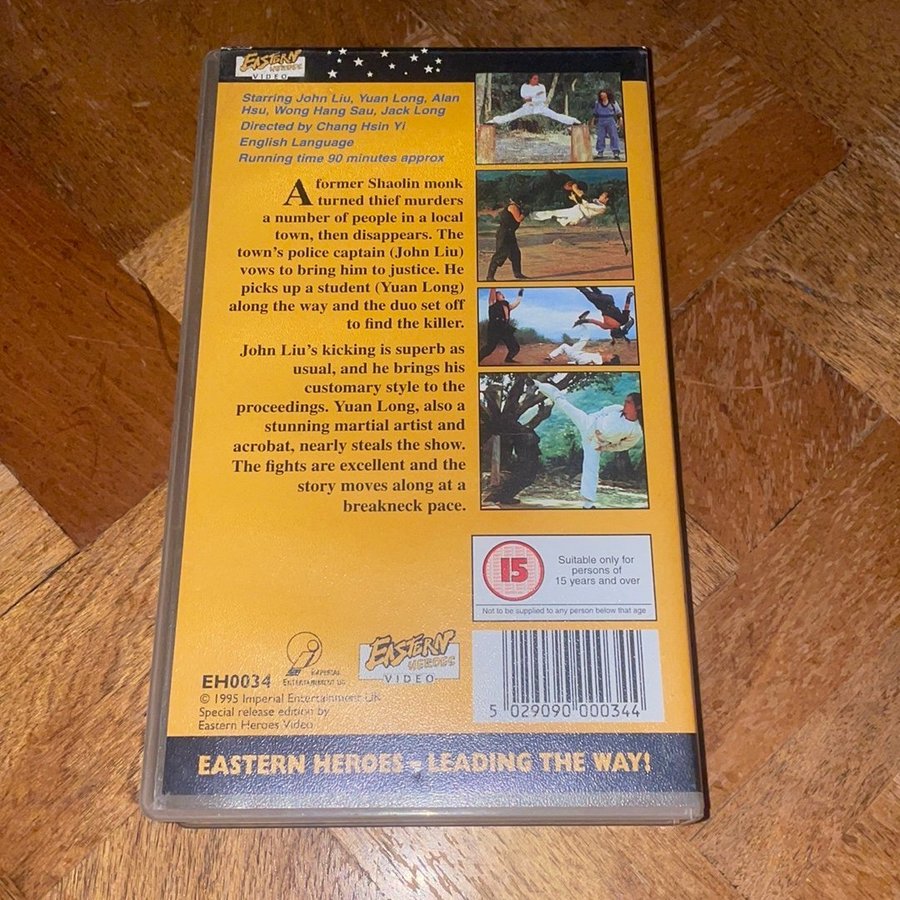 EASTERN
HEROES
VIDEO
Starring John Liu, Yuan Long, Alan
Hsu, Wong Hang Sau, Jack Long
Directed by Chang Hsin Yi
English Language
Running time 90 minutes approx
A former Shaolin monk
turned thief murders
a number of people in a local
town, then disappears. The
town's police captain (John Liu)
vows to bring him to justice. He
picks up a student (Yuan Long)
along the way and the duo set off
to find the killer.
John Liu's kicking is superb as
usual, and he brings his
customary style to the
proceedings. Yuan Long, also a
stunning martial artist and
acrobat, nearly steals the show.
The fights are excellent and the
story moves along at a
breakneck pace.
15
Suitable only for
persons of
15 years and over
Not to be supplied to any person below that age
IMPERIAL
ENTERTAINMENT UK
EASTERN
HEROES
VIDEO
EH0034
© 1995 Imperial Entertainment UK
Special release edition by
Eastern Heroes Video
5 029090 000344
EASTERN HEROES - LEADING THE WAY!